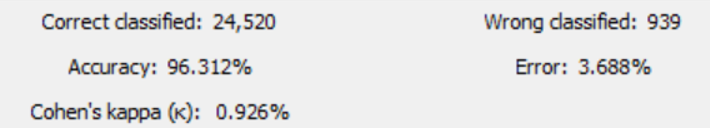 Correct classified: 24,520 Wrong classified: 939
Accuracy: 96.312% Error: 3.688%
Cohen's kappa (κ): 0.926%